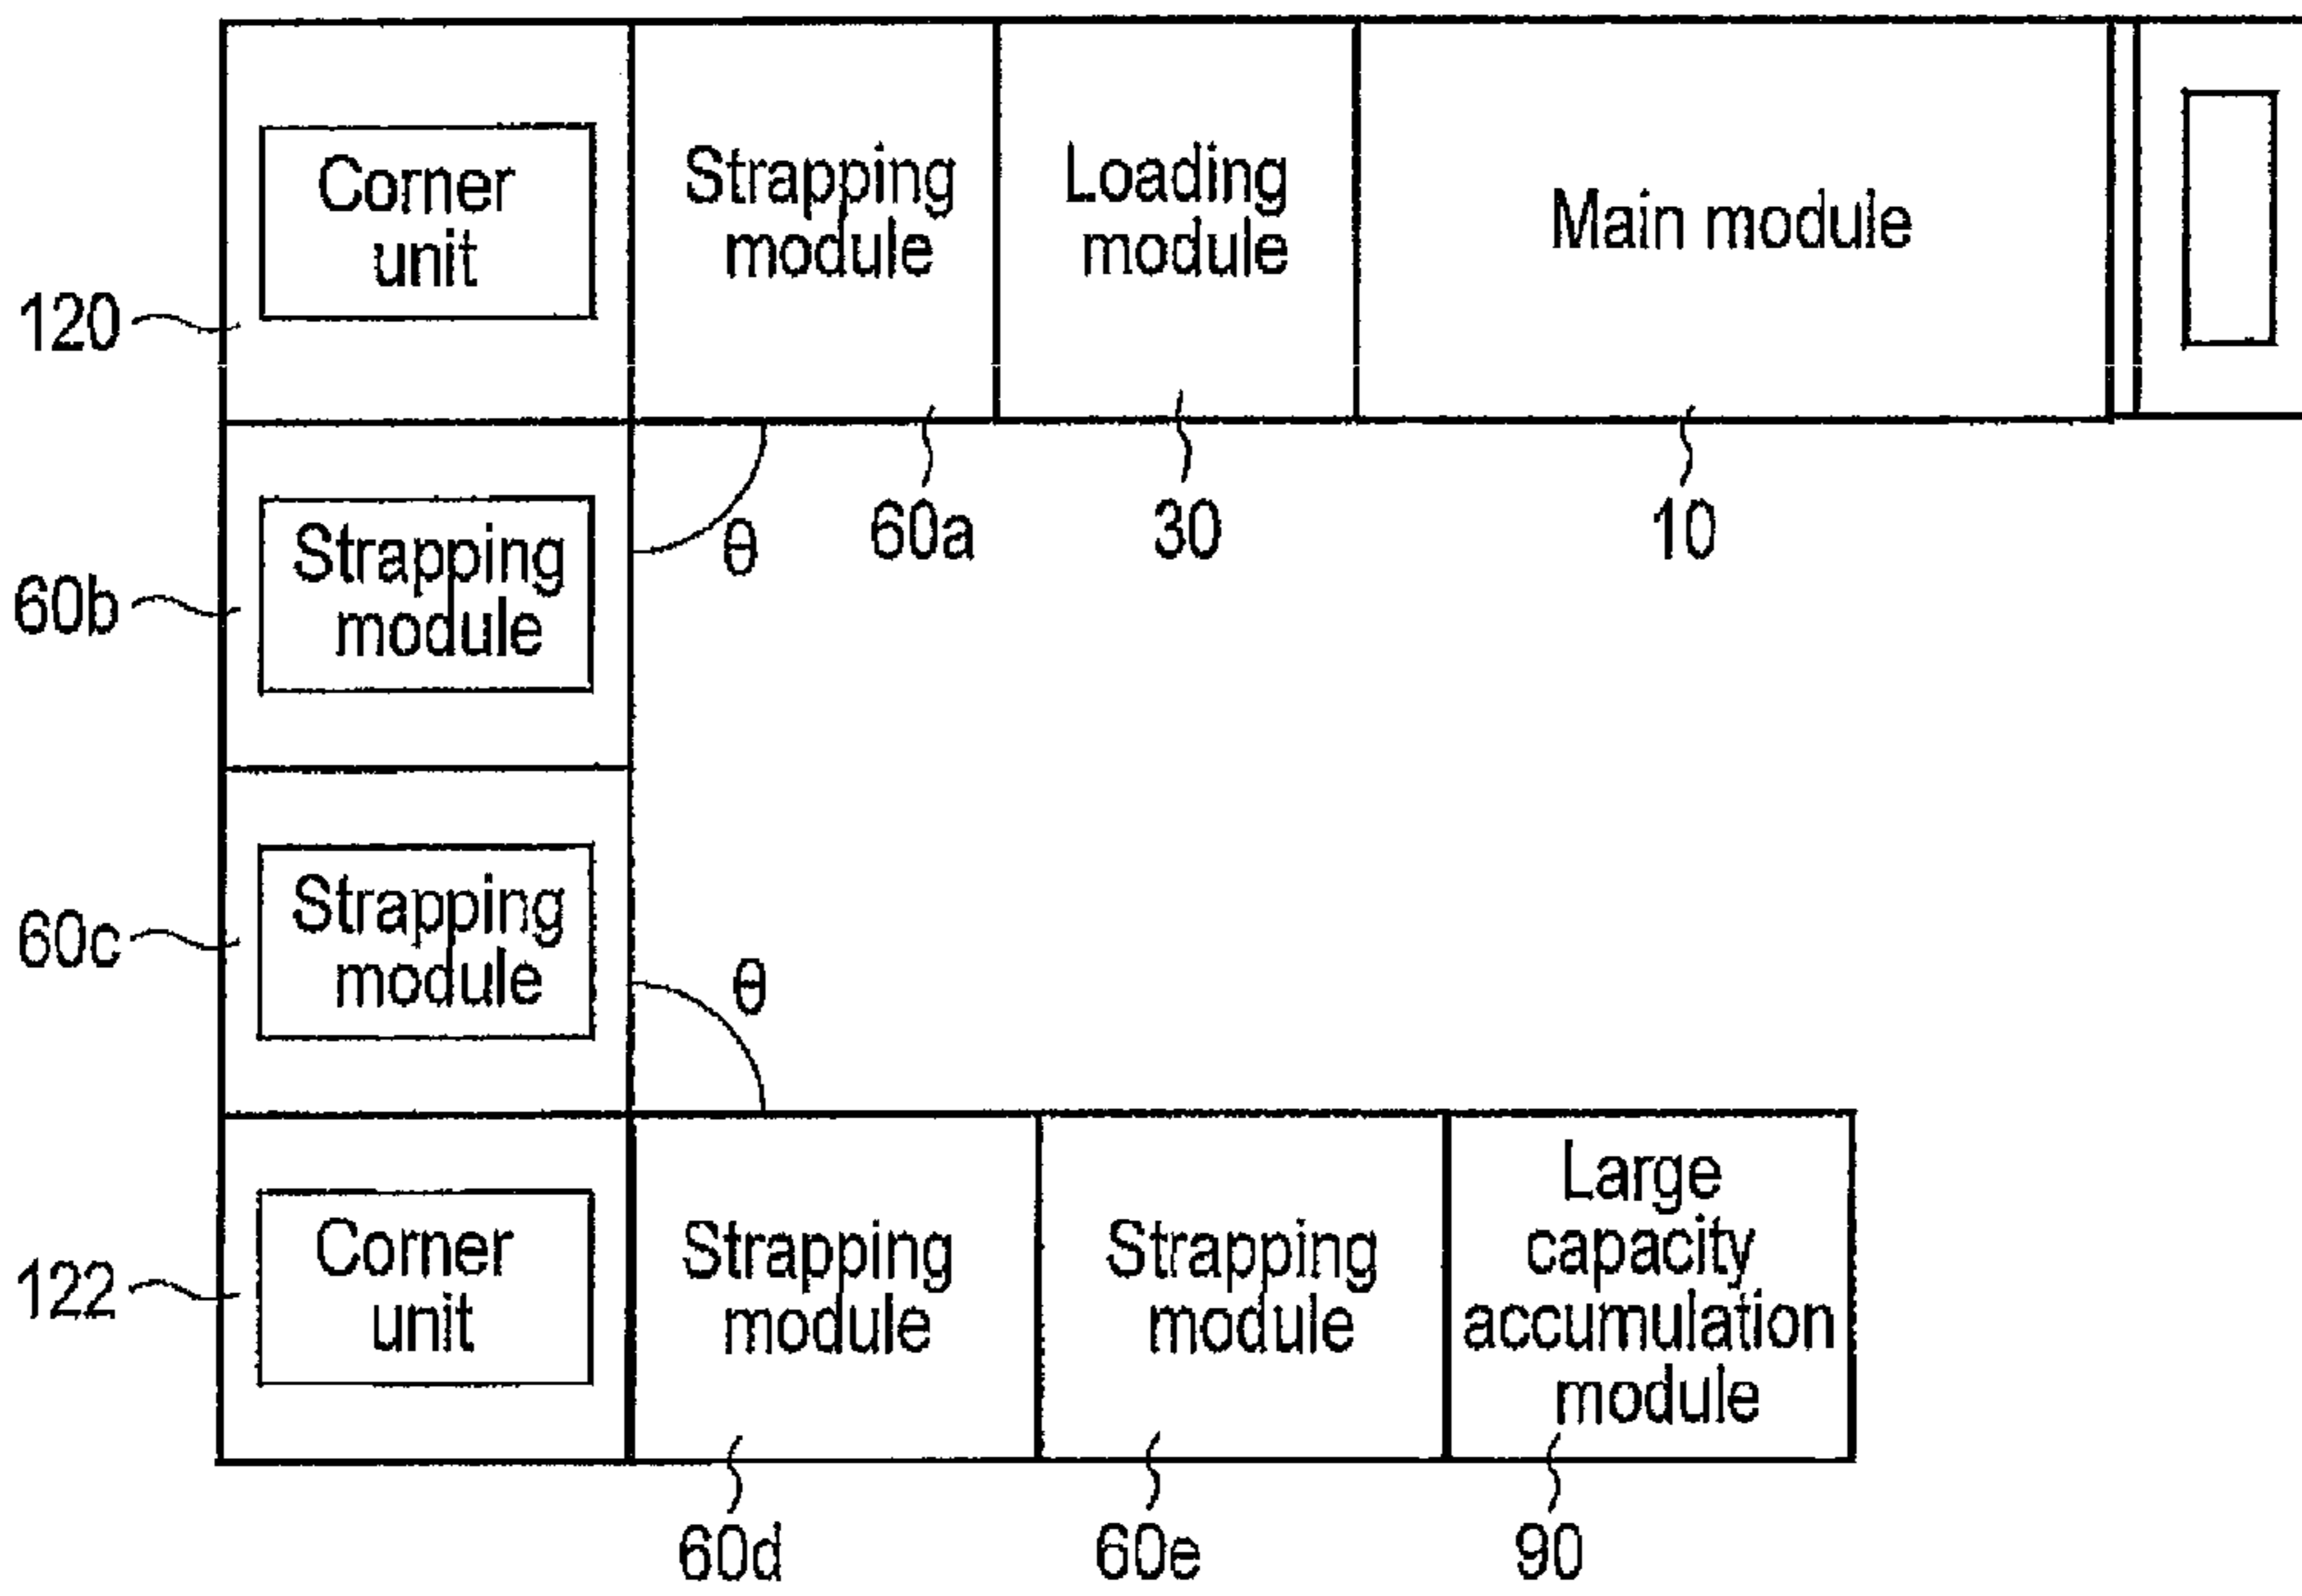 Corner
unit
Strapping
module
Loading
module
Main module
120
60a
30
10
θ
Strapping
module
60b
Strapping
module
60c
θ
Corner
unit
122
Strapping
module
Strapping
module
Large
capacity
accumulation
module
60d
60e
90